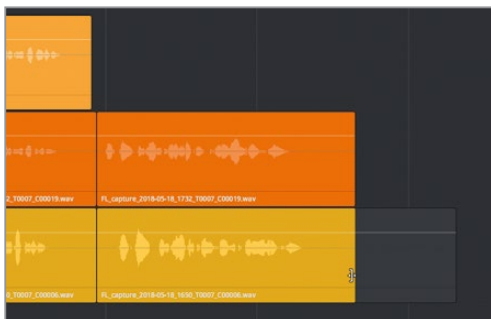 2_T0007_C00019.wav
FL_capture_2018-05-18_1732_T0007_C00019.wav
0_T0007_C00006.wav
FL_capture_2018-05-18_1650_T0007_C00006.wav